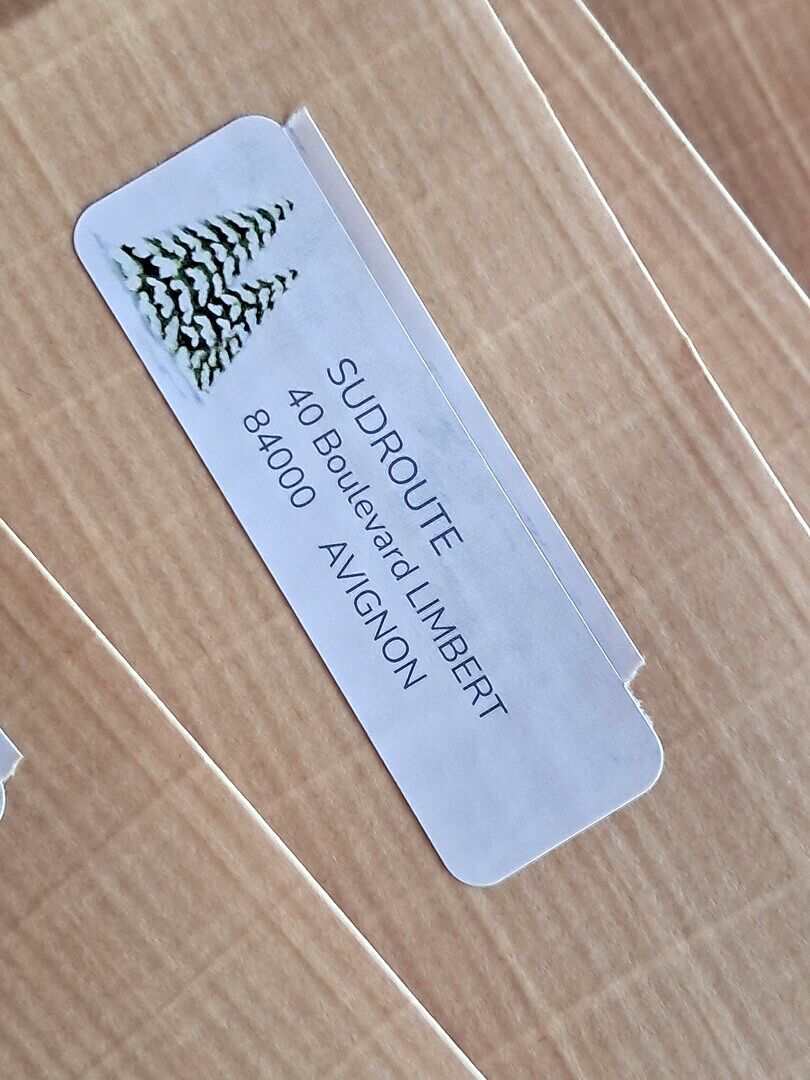 SUDROUTE
40 Boulevard LIMBERT
84000 AVIGNON